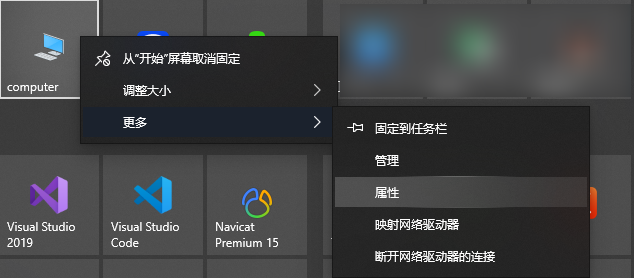 computer
从"开始"屏幕取消固定
调整大小
更多
固定到任务栏
管理
属性
映射网络驱动器
断开网络驱动器的连接
Visual Studio
2019
Visual Studio
Code
Navicat
Premium 15